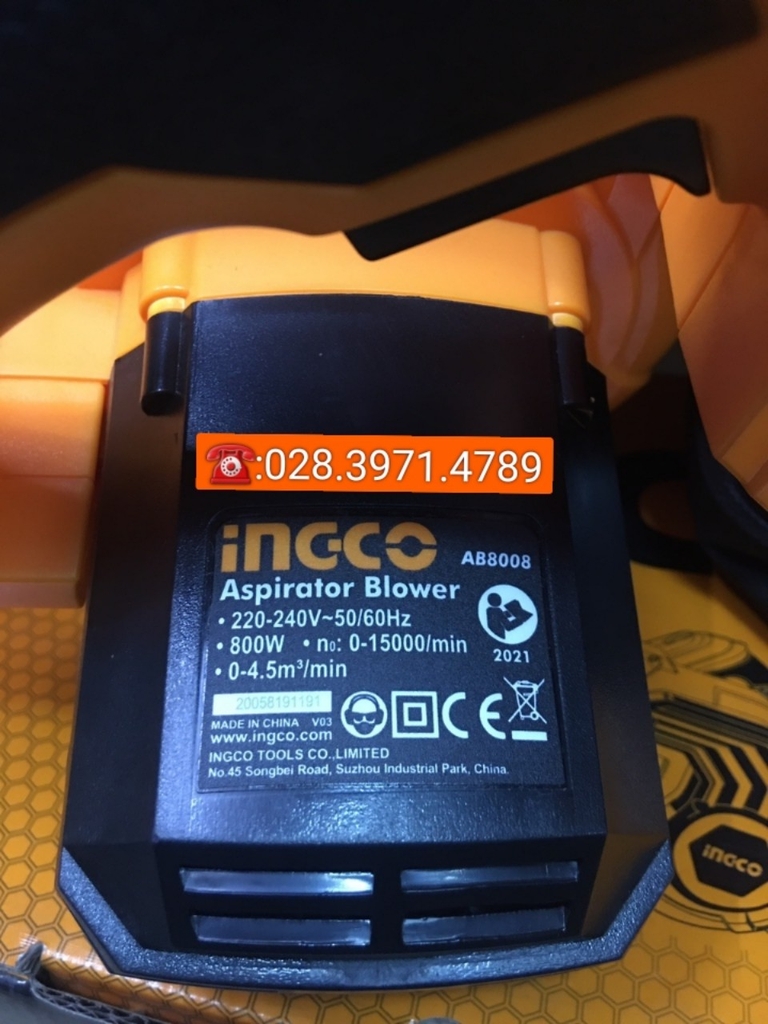 ☎:028.3971.4789
INGCO
AB8008
Aspirator Blower
• 220-240V~50/60Hz
• 800W • n₀: 0-15000/min
• 0-4.5m³/min
2021
20058191191
MADE IN CHINA V03
www.ingco.com
CE
INGCO TOOLS CO.,LIMITED
No.45 Songbei Road, Suzhou Industrial Park, China.
INGCO